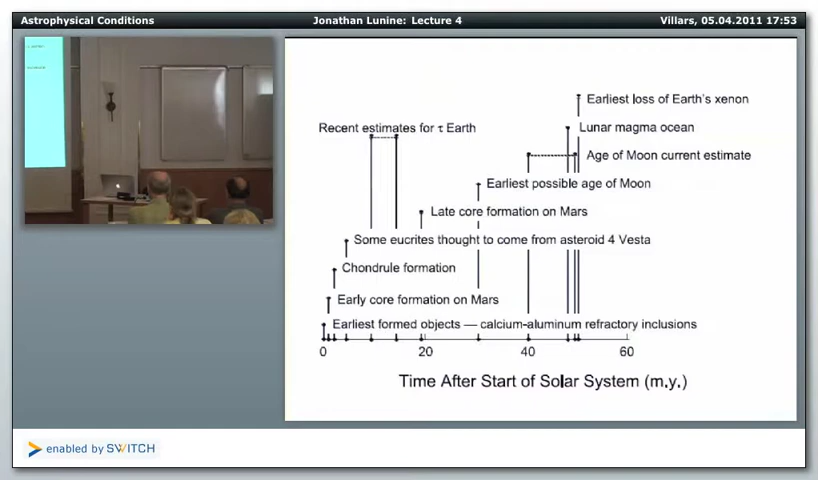 Astrophysical Conditions
Jonathan Lunine: Lecture 4
Villars, 05.04.2011 17:53
Earliest loss of Earth's xenon
Recent estimates for τ Earth
Lunar magma ocean
Age of Moon current estimate
Earliest possible age of Moon
Late core formation on Mars
Some eucrites thought to come from asteroid 4 Vesta
Chondrule formation
Early core formation on Mars
Earliest formed objects — calcium-aluminum refractory inclusions
0 20 40 60
Time After Start of Solar System (m.y.)
enabled by SWITCH